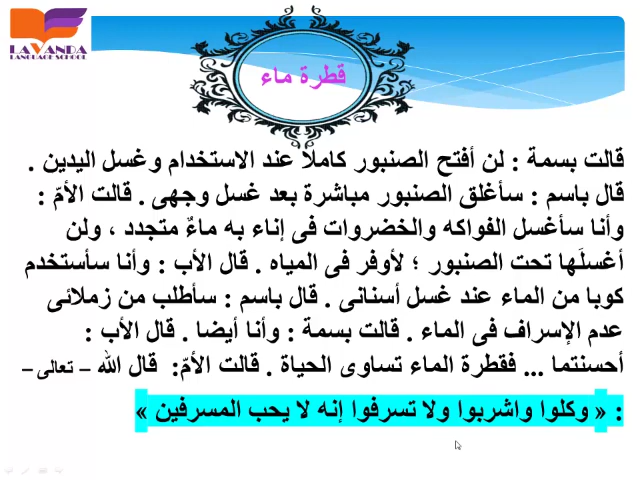 LAVANDA
LANGUAGE SCHOOL
قطرة ماء
قالت بسمة : لن أفتح الصنبور كاملا عند الاستخدام وغسل اليدين .
قال باسم : سأغلق الصنبور مباشرة بعد غسل وجهى . قالت الأمّ :
وأنا سأغسل الفواكه والخضروات فى إناء به ماءٌ متجدد ، ولن
أغسلَها تحت الصنبور ؛ لأوفر فى المياه . قال الأب : وأنا سأستخدم
كوبا من الماء عند غسل أسنانى . قال باسم : سأطلب من زملائى
عدم الإسراف فى الماء . قالت بسمة : وأنا أيضا . قال الأب :
أحسنتما ... فقطرة الماء تساوى الحياة . قالت الأمّ: قال الله – تعالى –
: « وكلوا واشربوا ولا تسرفوا إنه لا يحب المسرفين »